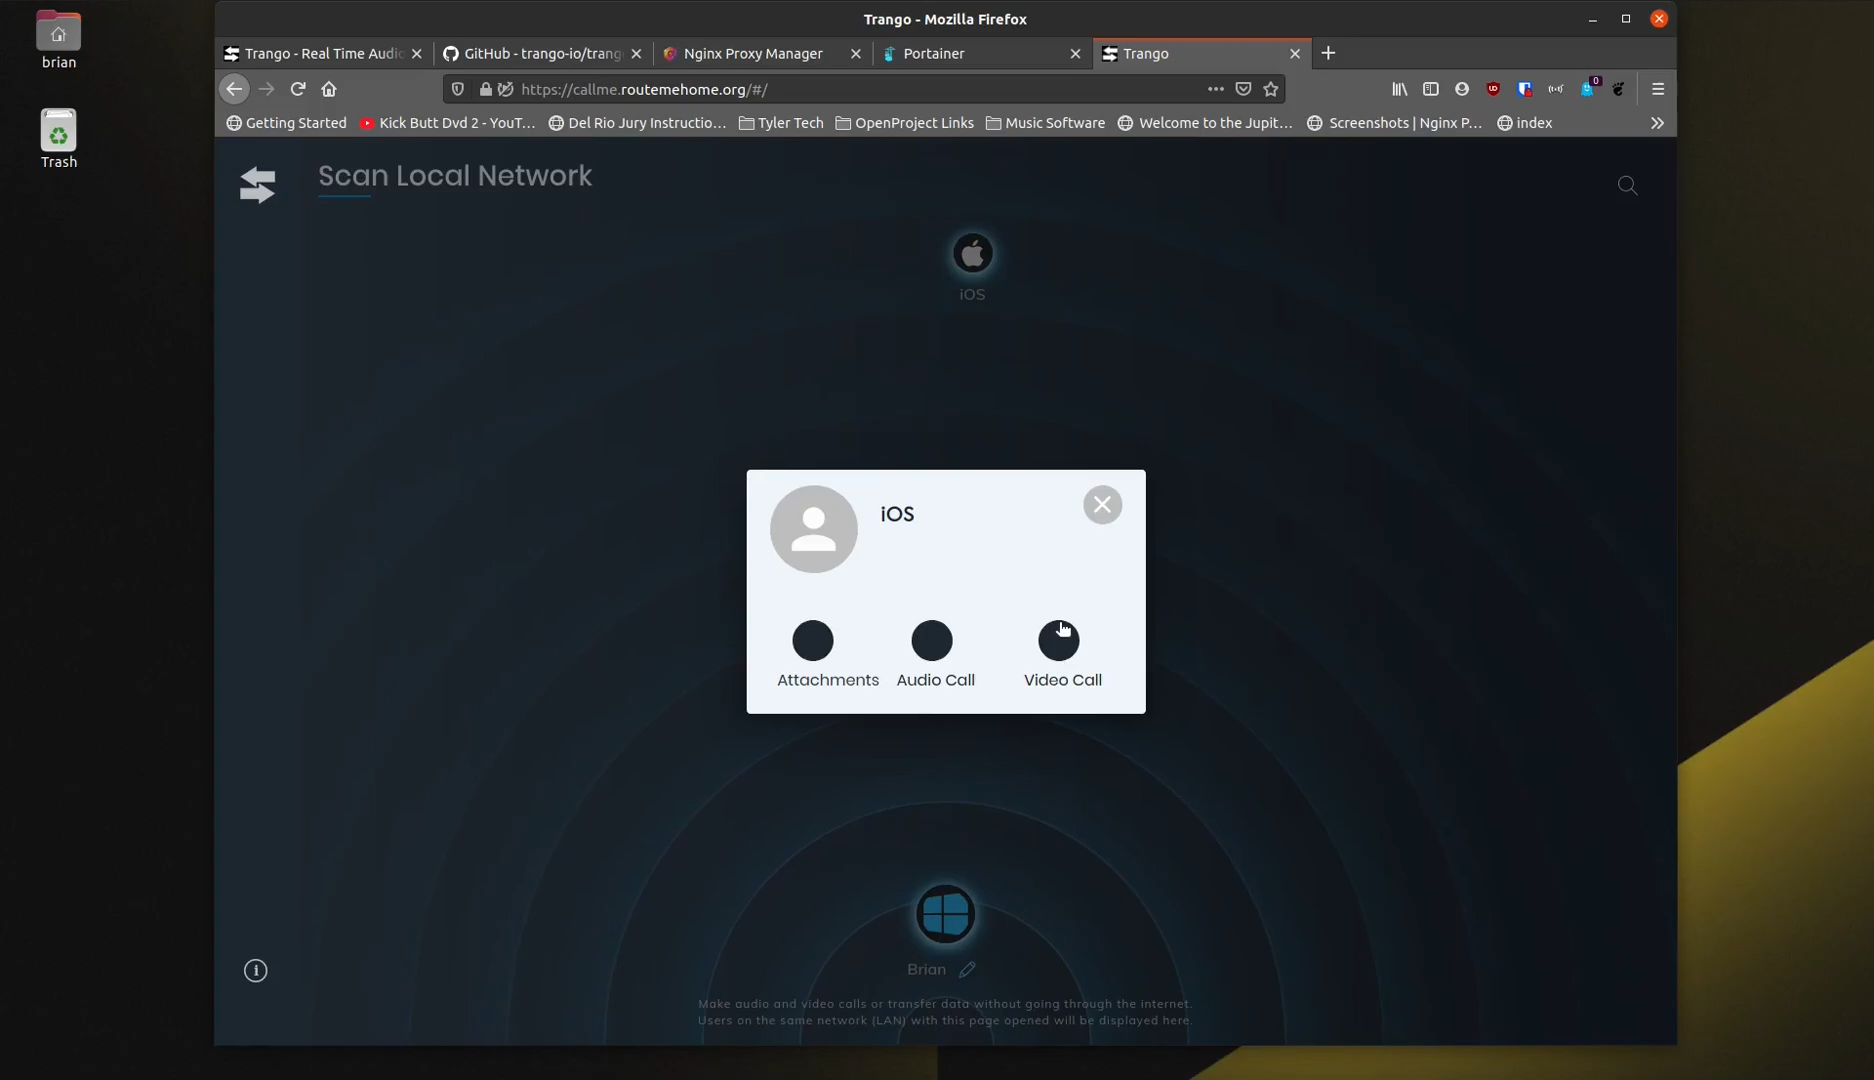 brian
Trash
Trango - Mozilla Firefox
Trango - Real Time Audio
GitHub - trango-io/trang
Nginx Proxy Manager
Portainer
Trango
https://callme.routemehome.org/#/
0
Getting Started
Kick Butt Dvd 2 - YouT...
Del Rio Jury Instructio...
Tyler Tech
OpenProject Links
Music Software
Welcome to the Jupit...
Screenshots | Nginx P...
index
Scan Local Network
iOS
iOS
Attachments
Audio Call
Video Call
Brian
Make audio and video calls or transfer data without going through the internet.
Users on the same network (LAN) with this page opened will be displayed here.